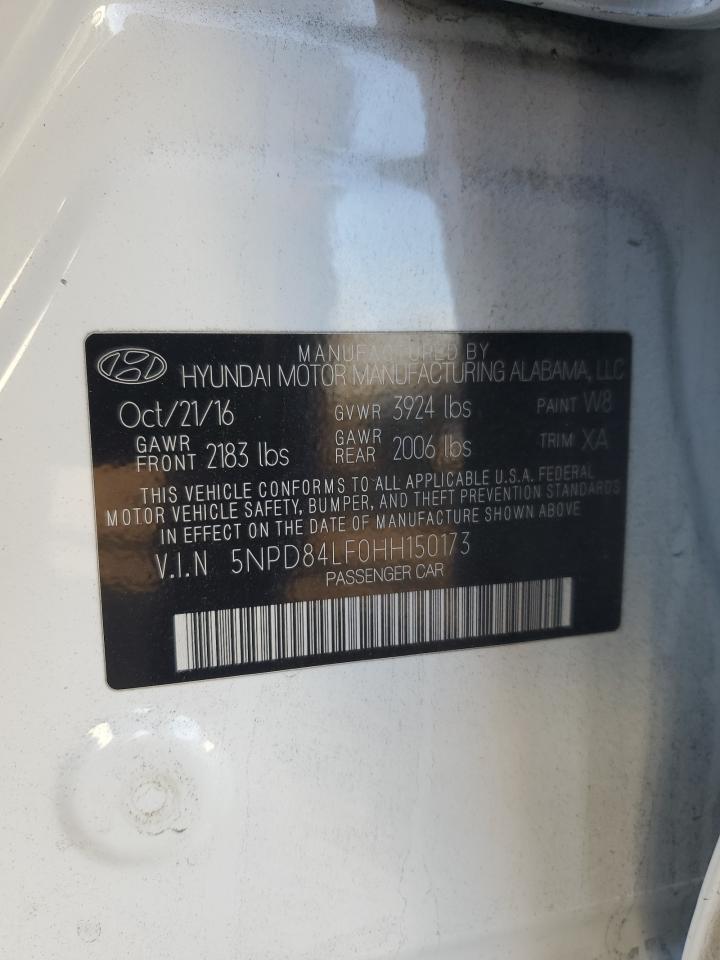 MANUFACTURED BY
HYUNDAI MOTOR MANUFACTURING ALABAMA, LLC
Oct/21/16 GVWR 3924 lbs PAINT W8
GAWR FRONT 2183 lbs GAWR REAR 2006 lbs TRIM XA
THIS VEHICLE CONFORMS TO ALL APPLICABLE U.S.A. FEDERAL
MOTOR VEHICLE SAFETY, BUMPER, AND THEFT PREVENTION STANDARDS
IN EFFECT ON THE DATE OF MANUFACTURE SHOWN ABOVE.
V.I.N 5NPD84LF0HH150173
PASSENGER CAR